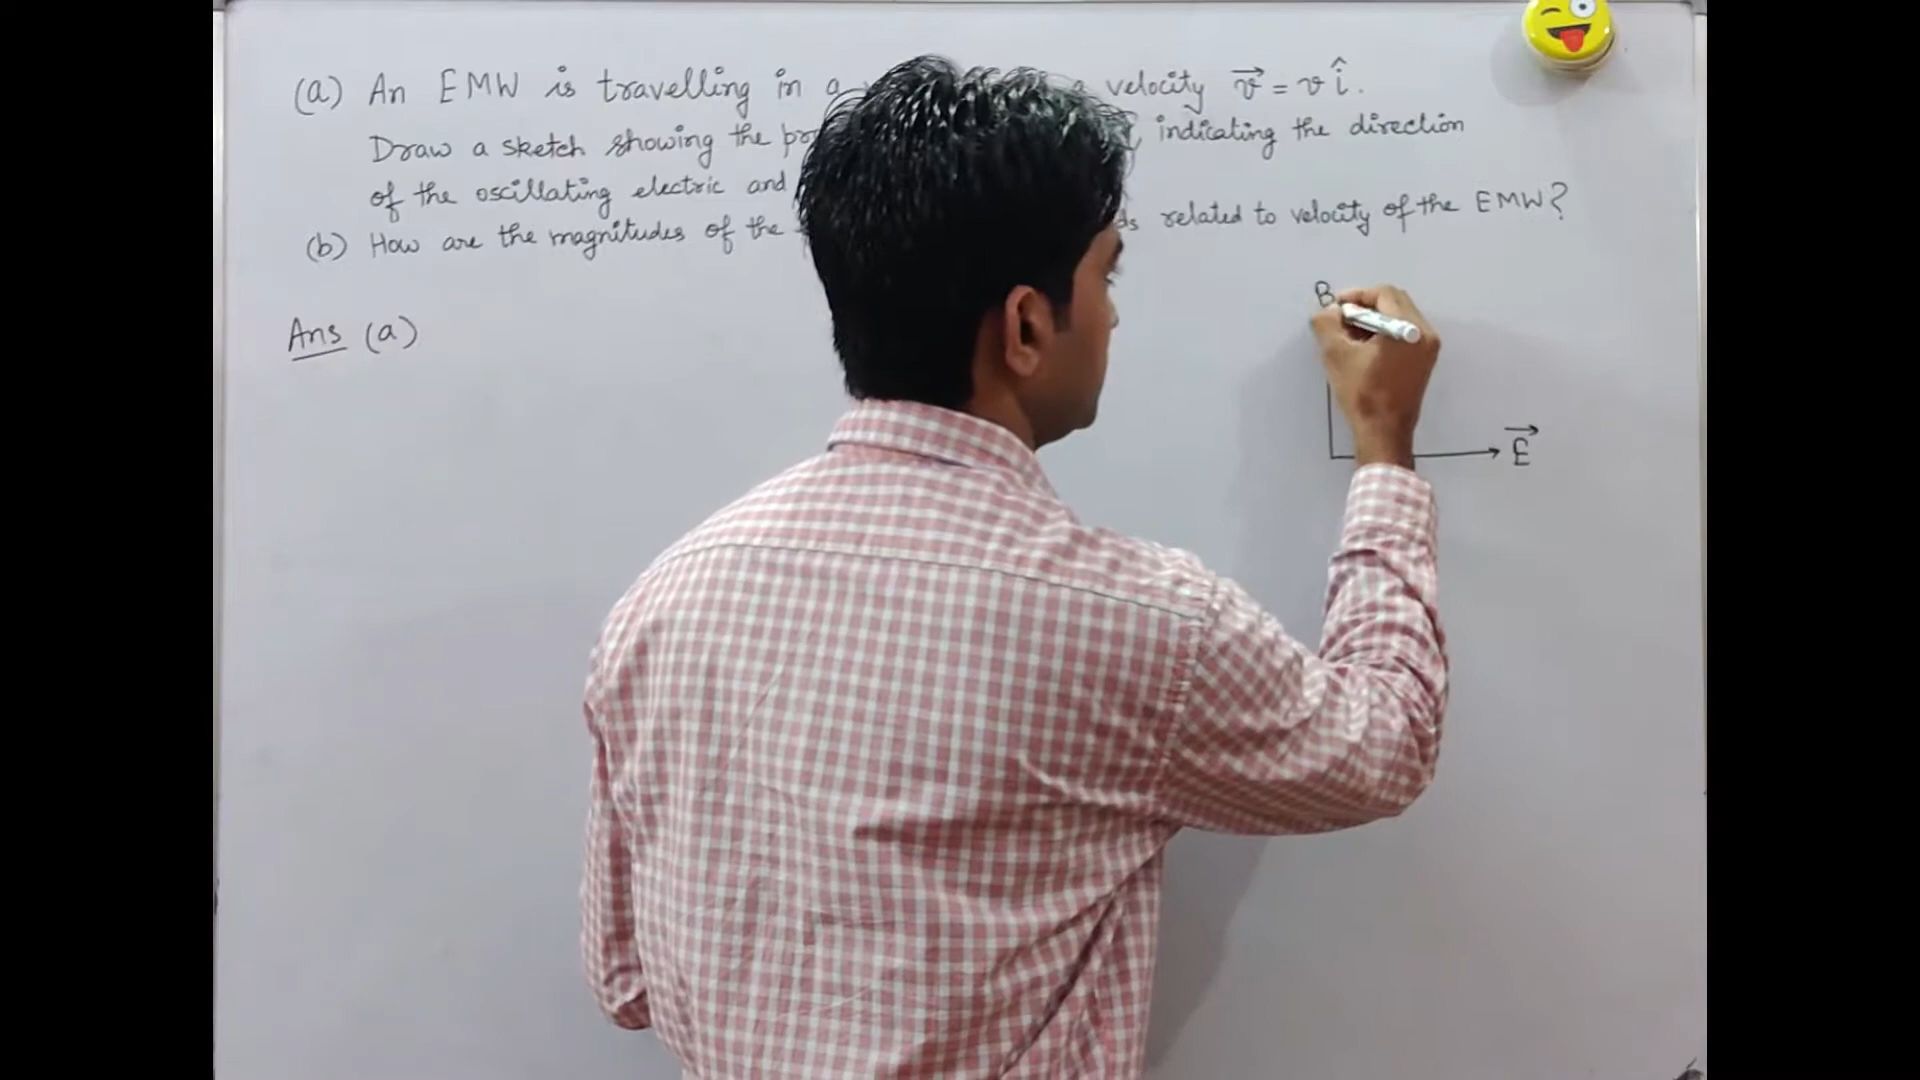 (a) An EMW is travelling in a velocity v⃗ = v î.
Draw a sketch showing the indicating the direction
of the oscillating electric and
(b) How are the magnitudes of the related to velocity of the EMW?
B
Ans (a)
E⃗